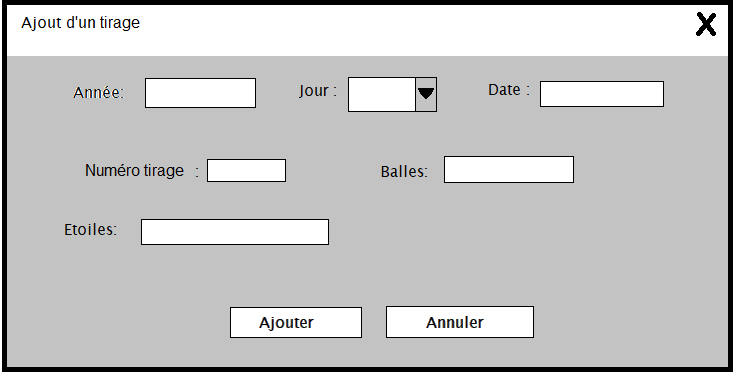 Ajout d'un tirage X
Année: Jour : Date :
Numéro tirage : Balles:
Etoiles:
Ajouter Annuler